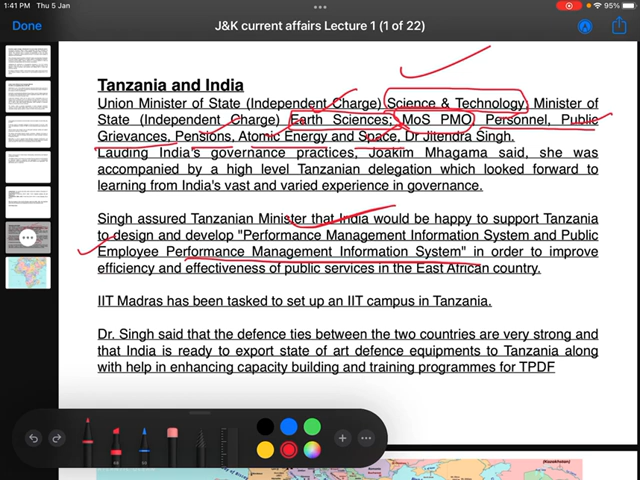 1:41 PM Thu 5 Jan
95%
Done
J&K current affairs Lecture 1 (1 of 22)
Tanzania and India
Union Minister of State (Independent Charge) Science & Technology, Minister of
State (Independent Charge) Earth Sciences; MoS PMO, Personnel, Public
Grievances, Pensions, Atomic Energy and Space, Dr Jitendra Singh.
Lauding India's governance practices, Joakim Mhagama said, she was
accompanied by a high level Tanzanian delegation which looked forward to
learning from India's vast and varied experience in governance.
Singh assured Tanzanian Minister that India would be happy to support Tanzania
to design and develop "Performance Management Information System and Public
Employee Performance Management Information System" in order to improve
efficiency and effectiveness of public services in the East African country.
IIT Madras has been tasked to set up an IIT campus in Tanzania.
Dr. Singh said that the defence ties between the two countries are very strong and
that India is ready to export state of art defence equipments to Tanzania along
with help in enhancing capacity building and training programmes for TPDF